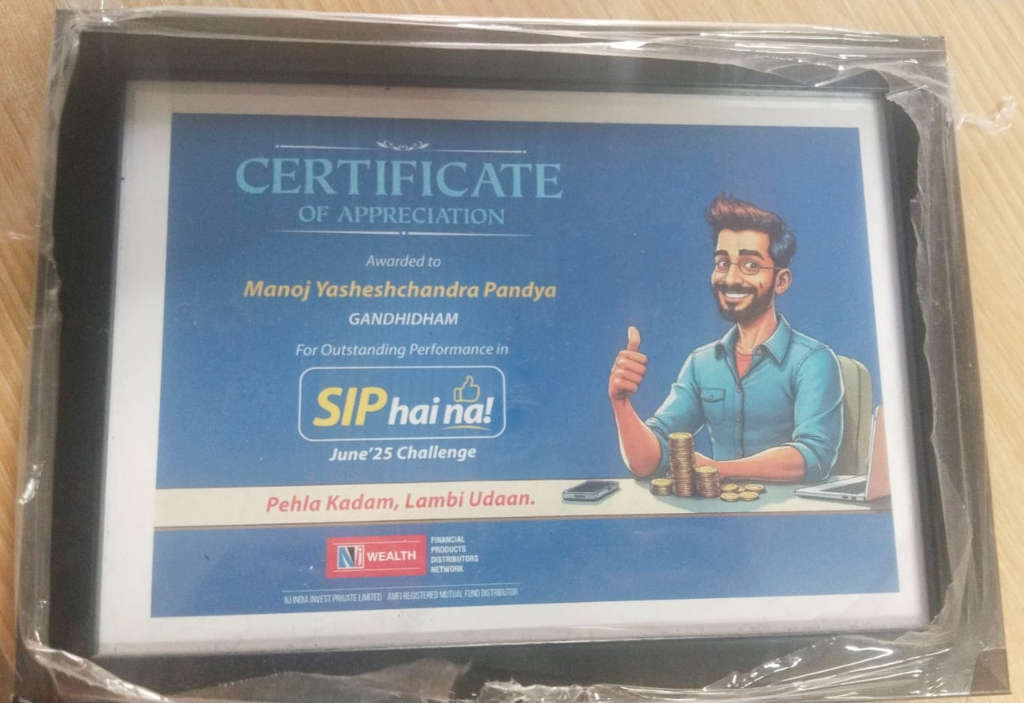 CERTIFICATE
OF APPRECIATION
Awarded to
Manoj Yasheshchandra Pandya
GANDHIDHAM
For Outstanding Performance in
SIP hai na!
June'25 Challenge
Pehla Kadam, Lambi Udaan.
NJ WEALTH
FINANCIAL
PRODUCTS
DISTRIBUTORS
NETWORK
NJ INDIA INVEST PRIVATE LIMITED AMFI REGISTERED MUTUAL FUND DISTRIBUTOR